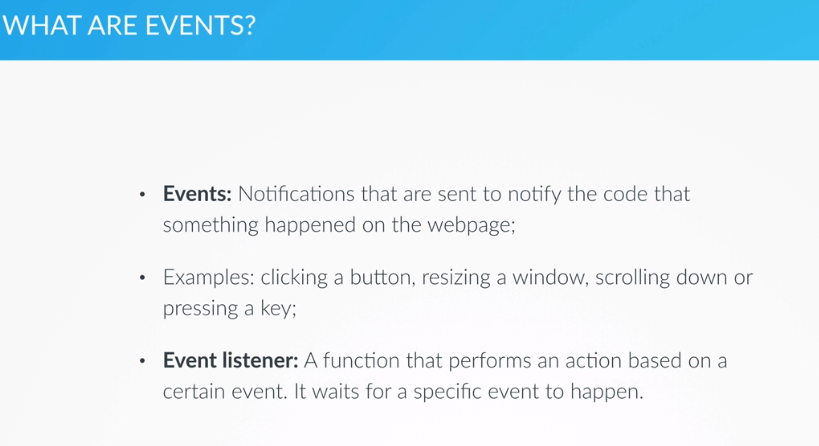 WHAT ARE EVENTS?
• Events: Notifications that are sent to notify the code that
something happened on the webpage;
• Examples: clicking a button, resizing a window, scrolling down or
pressing a key;
• Event listener: A function that performs an action based on a
certain event. It waits for a specific event to happen.